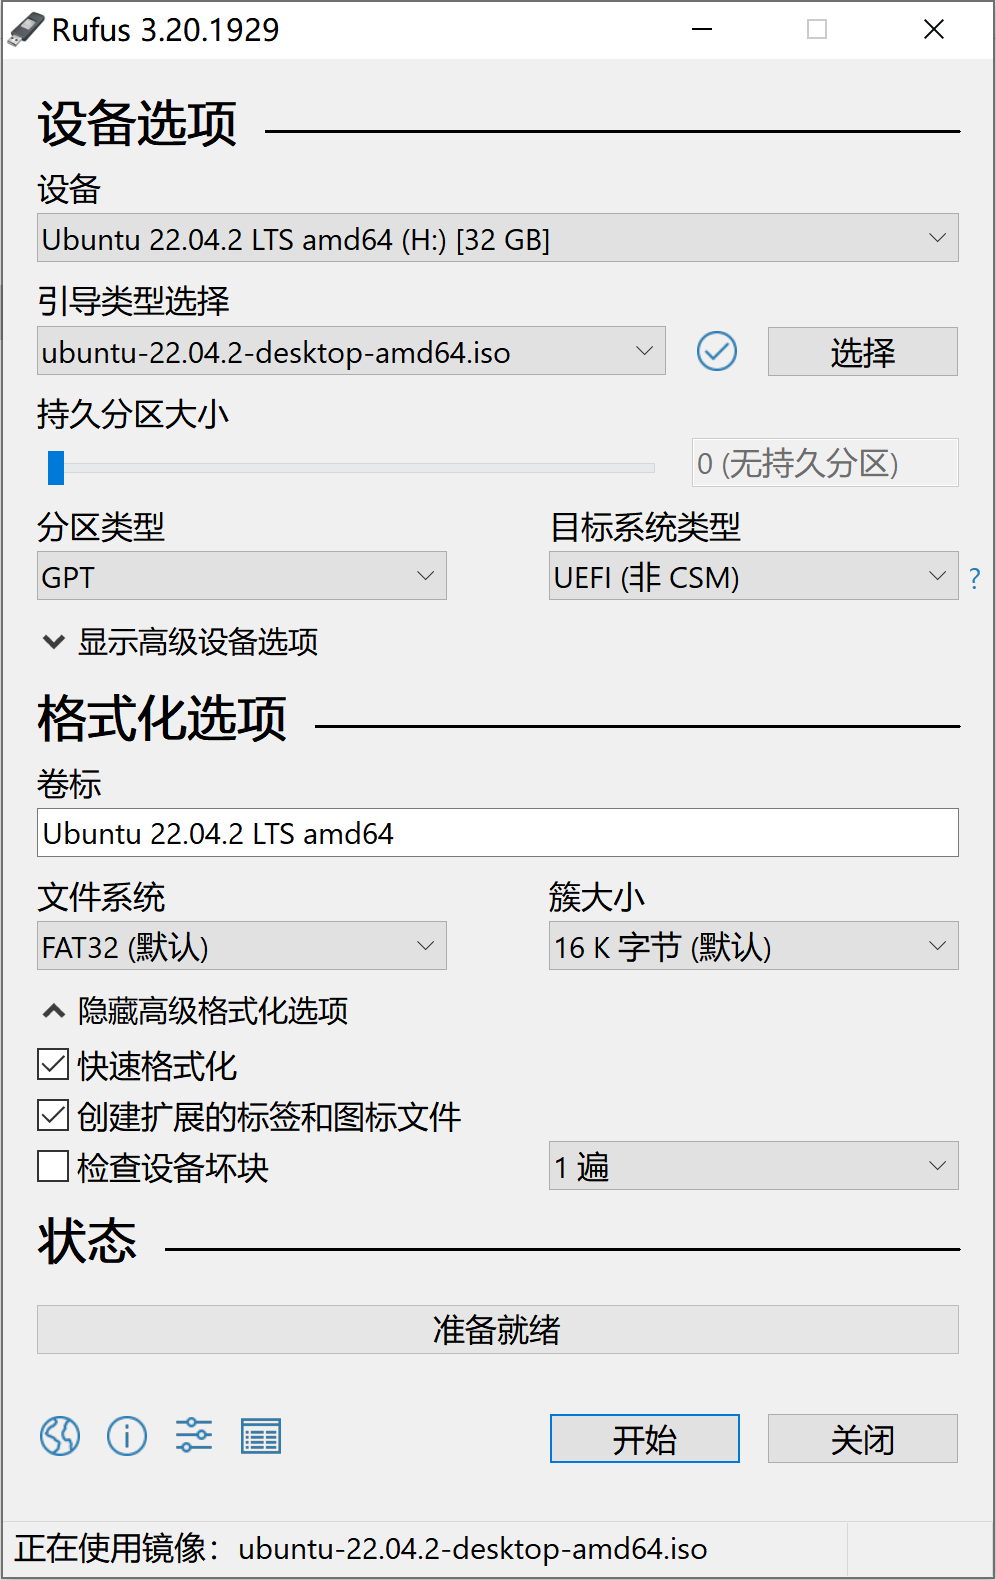 Rufus 3.20.1929
设备选项
设备
Ubuntu 22.04.2 LTS amd64 (H:) [32 GB]
引导类型选择
ubuntu-22.04.2-desktop-amd64.iso
选择
持久分区大小
0 (无持久分区)
分区类型 目标系统类型
GPT UEFI (非 CSM) ?
显示高级设备选项
格式化选项
卷标
Ubuntu 22.04.2 LTS amd64
文件系统 簇大小
FAT32 (默认) 16 K 字节 (默认)
隐藏高级格式化选项
快速格式化
创建扩展的标签和图标文件
检查设备坏块 1 遍
状态
准备就绪
开始 关闭
正在使用镜像：ubuntu-22.04.2-desktop-amd64.iso